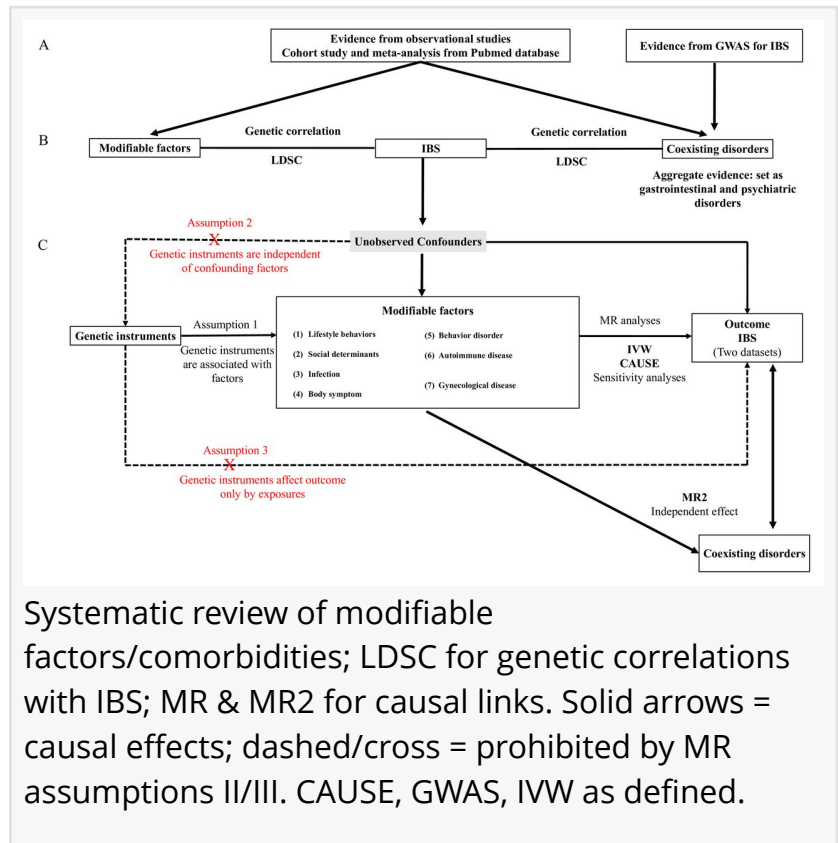 A
Evidence from observational studies
Cohort study and meta-analysis from Pubmed database
Evidence from GWAS for IBS
B
Modifiable factors
Genetic correlation
LDSC
IBS
Genetic correlation
LDSC
Coexisting disorders
Aggregate evidence: set as
gastrointestinal and psychiatric
disorders
C
Assumption 2
X
Genetic instruments are independent
of confounding factors
Unobserved Confounders
Genetic instruments
Assumption 1
Genetic instruments
are associated with
factors
Modifiable factors
(1) Lifestyle behaviors
(2) Social determinants
(3) Infection
(4) Body symptom
(5) Behavior disorder
(6) Autoimmune disease
(7) Gynecological disease
MR analyses
IVW
CAUSE
Sensitivity analyses
Outcome
IBS
(Two datasets)
Assumption 3
X
Genetic instruments affect outcome
only by exposures
MR2
Independent effect
Coexisting disorders
Systematic review of modifiable
factors/comorbidities; LDSC for genetic correlations
with IBS; MR & MR2 for causal links. Solid arrows =
causal effects; dashed/cross = prohibited by MR
assumptions II/III. CAUSE, GWAS, IVW as defined.